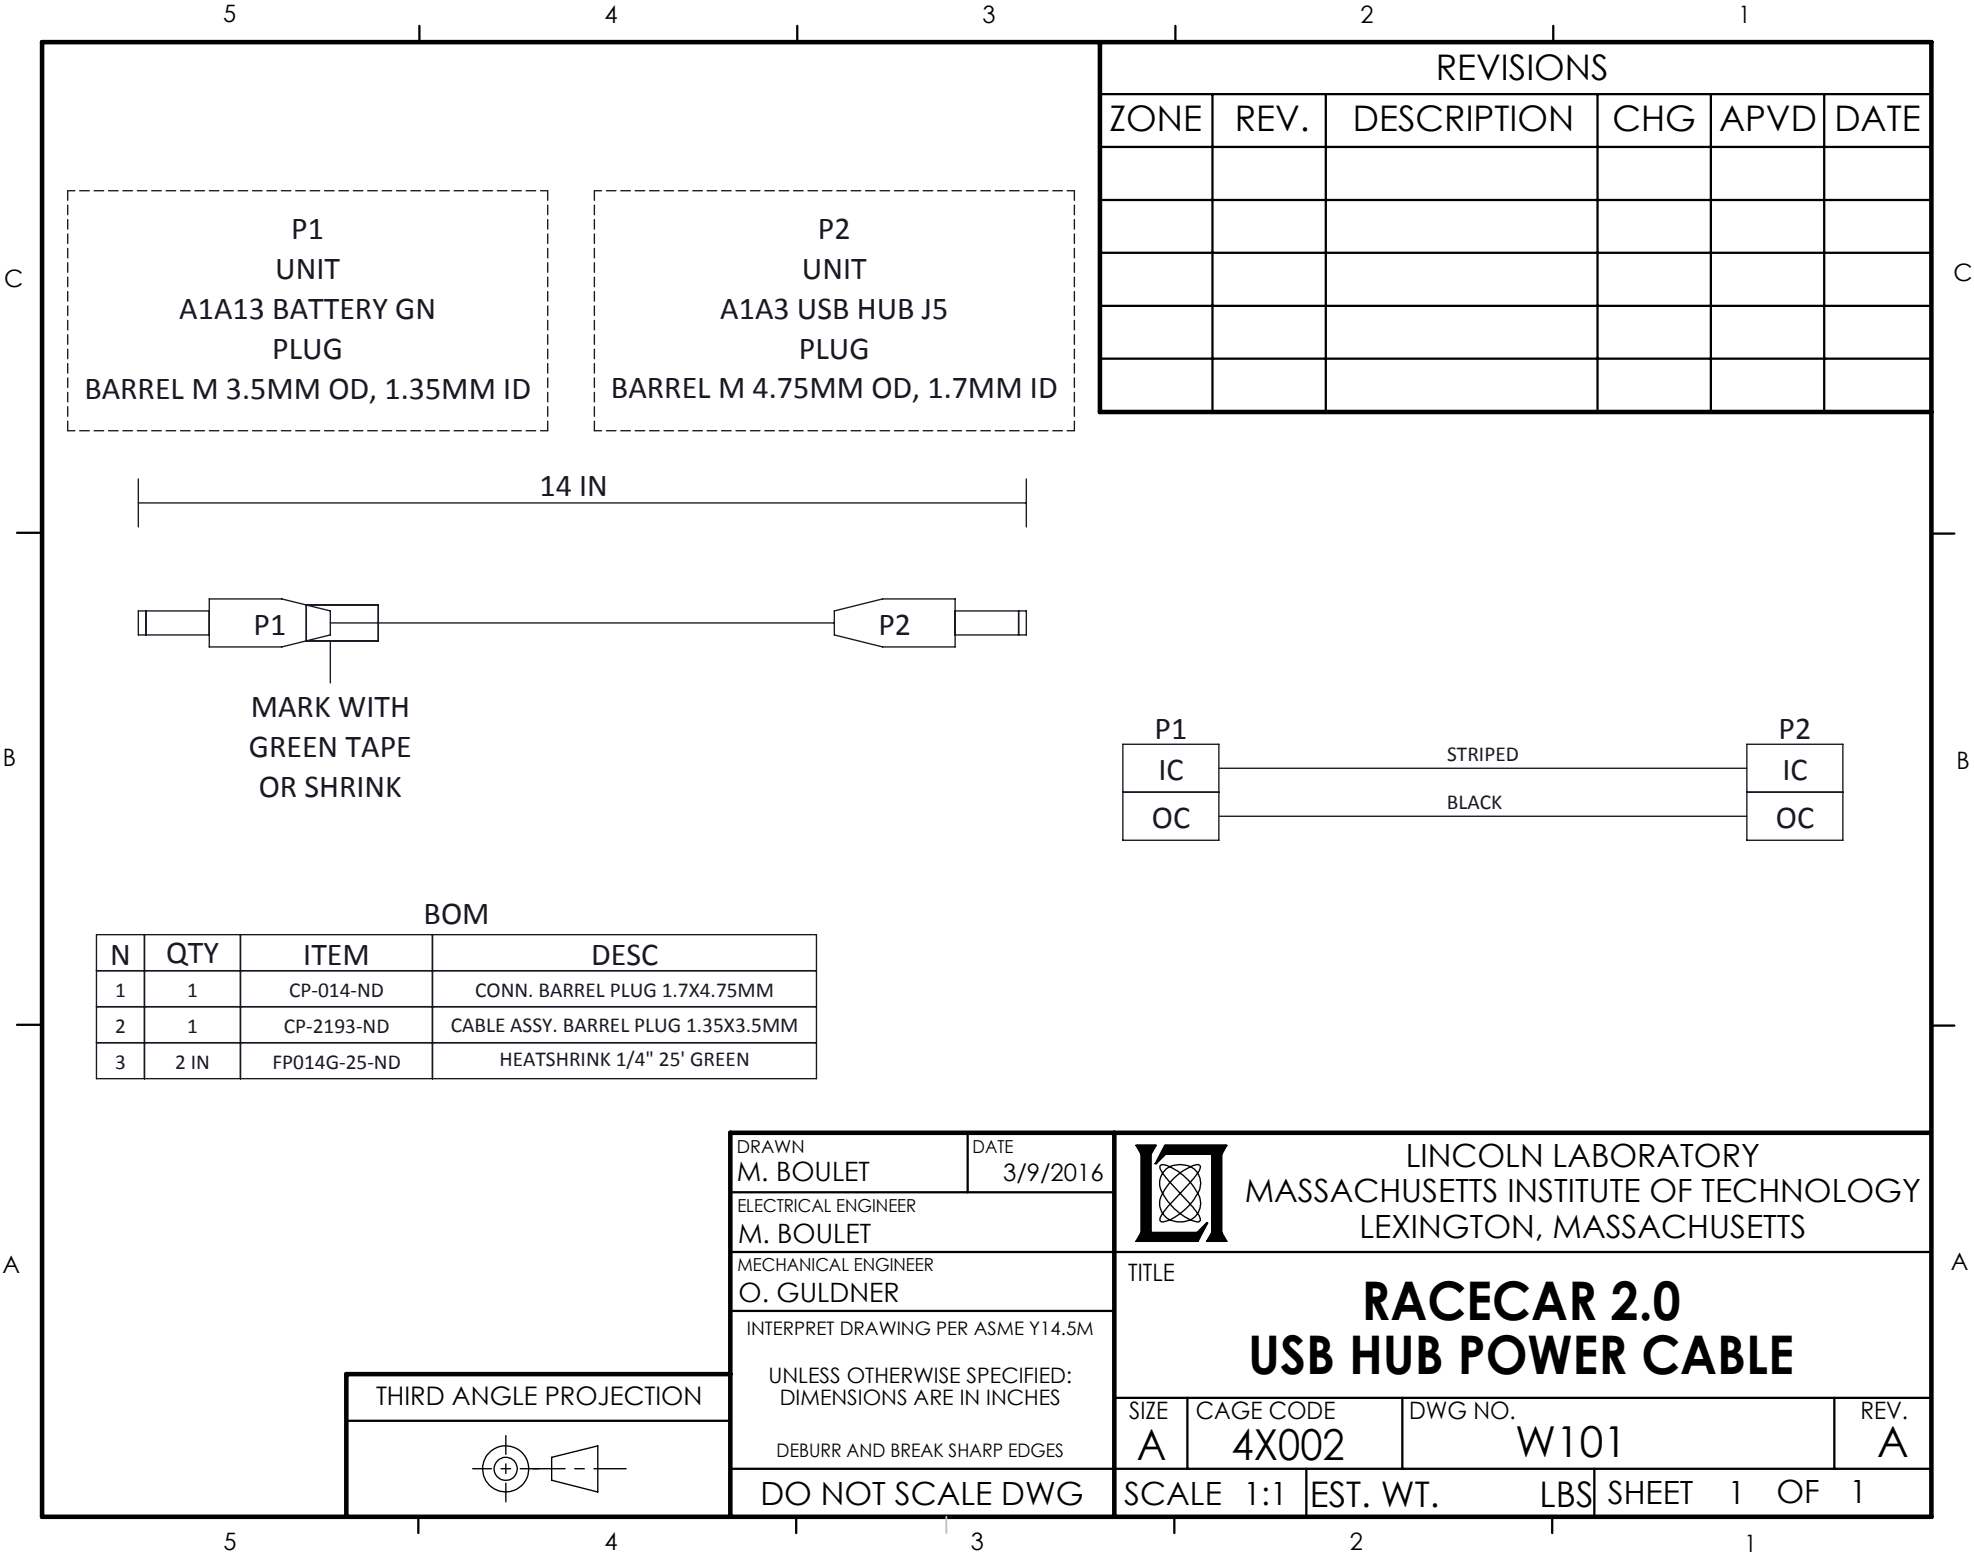 5 4 3 2 1
REVISIONS
ZONE REV. DESCRIPTION CHG APVD DATE
P1
UNIT
A1A13 BATTERY GN
PLUG
BARREL M 3.5MM OD, 1.35MM ID
P2
UNIT
A1A3 USB HUB J5
PLUG
BARREL M 4.75MM OD, 1.7MM ID
C C
14 IN
P1 P2
MARK WITH
GREEN TAPE
OR SHRINK
P1 P2
IC STRIPED IC
OC BLACK OC
B B
BOM
N QTY ITEM DESC
1 1 CP-014-ND CONN. BARREL PLUG 1.7X4.75MM
2 1 CP-2193-ND CABLE ASSY. BARREL PLUG 1.35X3.5MM
3 2 IN FP014G-25-ND HEATSHRINK 1/4" 25' GREEN
A A
DRAWN DATE
M. BOULET 3/9/2016
ELECTRICAL ENGINEER
M. BOULET
MECHANICAL ENGINEER
O. GULDNER
INTERPRET DRAWING PER ASME Y14.5M
UNLESS OTHERWISE SPECIFIED:
DIMENSIONS ARE IN INCHES
DEBURR AND BREAK SHARP EDGES
DO NOT SCALE DWG
THIRD ANGLE PROJECTION
LINCOLN LABORATORY
MASSACHUSETTS INSTITUTE OF TECHNOLOGY
LEXINGTON, MASSACHUSETTS
TITLE
RACECAR 2.0
USB HUB POWER CABLE
SIZE CAGE CODE DWG NO. REV.
A 4X002 W101 A
SCALE 1:1 EST. WT. LBS SHEET 1 OF 1
5 4 3 2 1